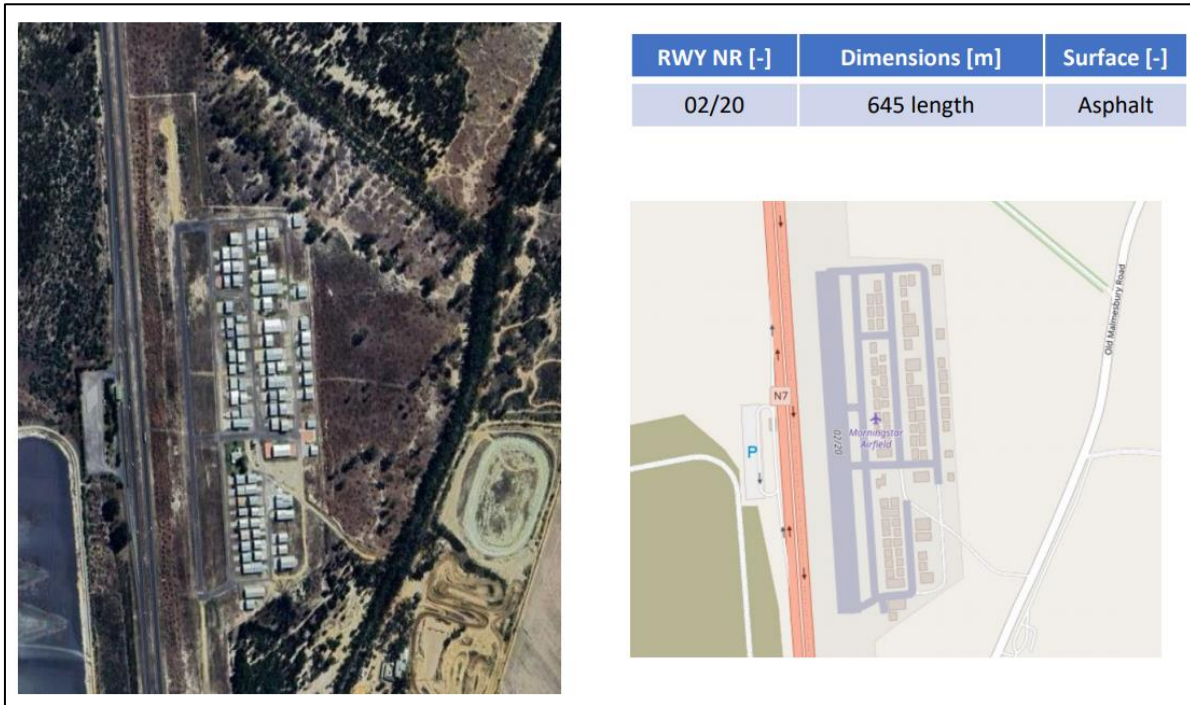 RWY NR [-] Dimensions [m] Surface [-]
02/20 645 length Asphalt
N7
P
02/20
Morningstar
Airfield
Old Malmesbury Road